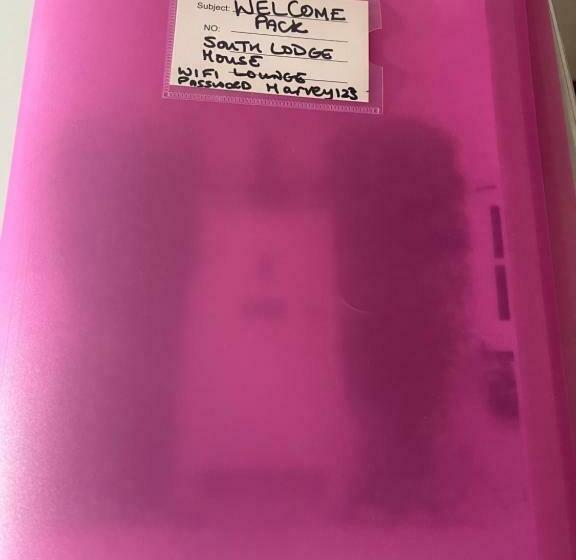 Subject: WELCOME
PACK
NO:
SOUTH LODGE
HOUSE
WIFI LOUNGE
PASSWORD Harvey123